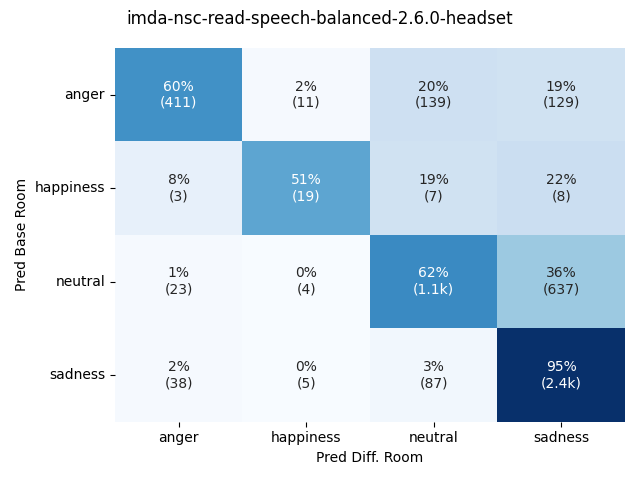 imda-nsc-read-speech-balanced-2.6.0-headset
Pred Base Room
anger
60% 2% 20% 19%
(411) (11) (139) (129)
happiness
8% 51% 19% 22%
(3) (19) (7) (8)
neutral
1% 0% 62% 36%
(23) (4) (1.1k) (637)
sadness
2% 0% 3% 95%
(38) (5) (87) (2.4k)
anger happiness neutral sadness
Pred Diff. Room